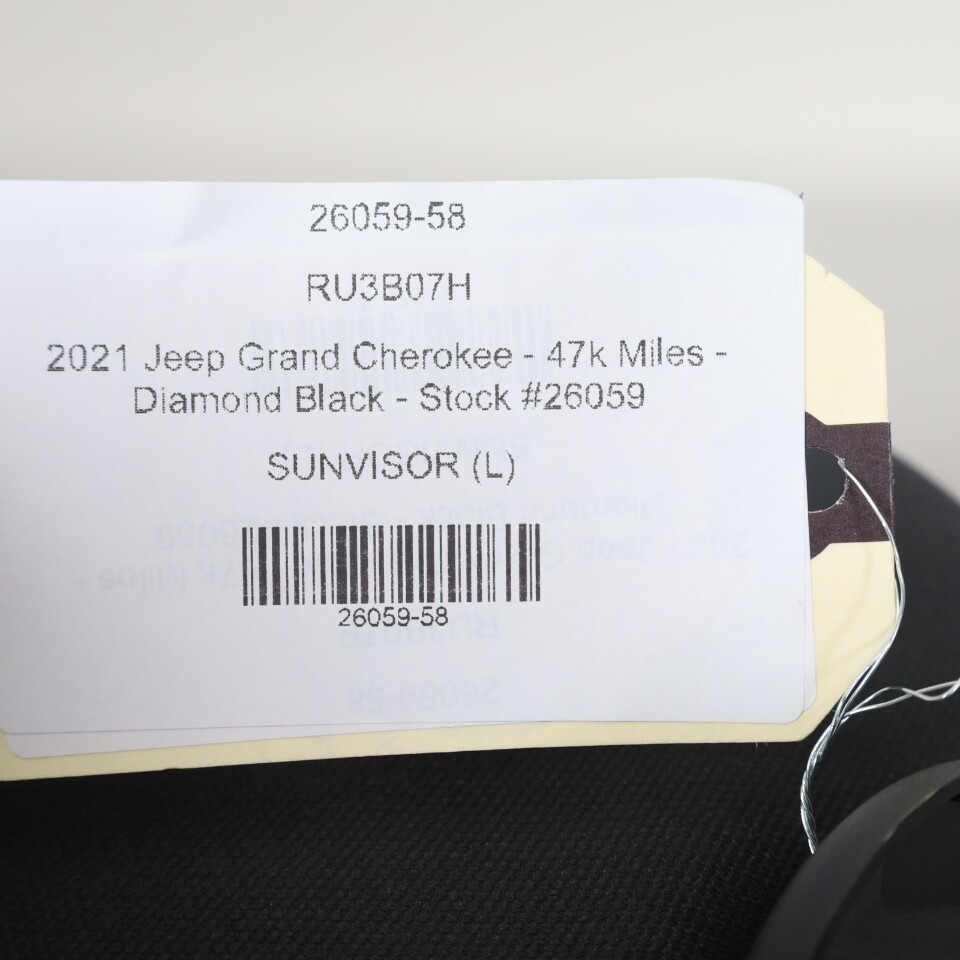 26059-58
RU3B07H
2021 Jeep Grand Cherokee - 47k Miles -
Diamond Black - Stock #26059
SUNVISOR (L)
26059-58